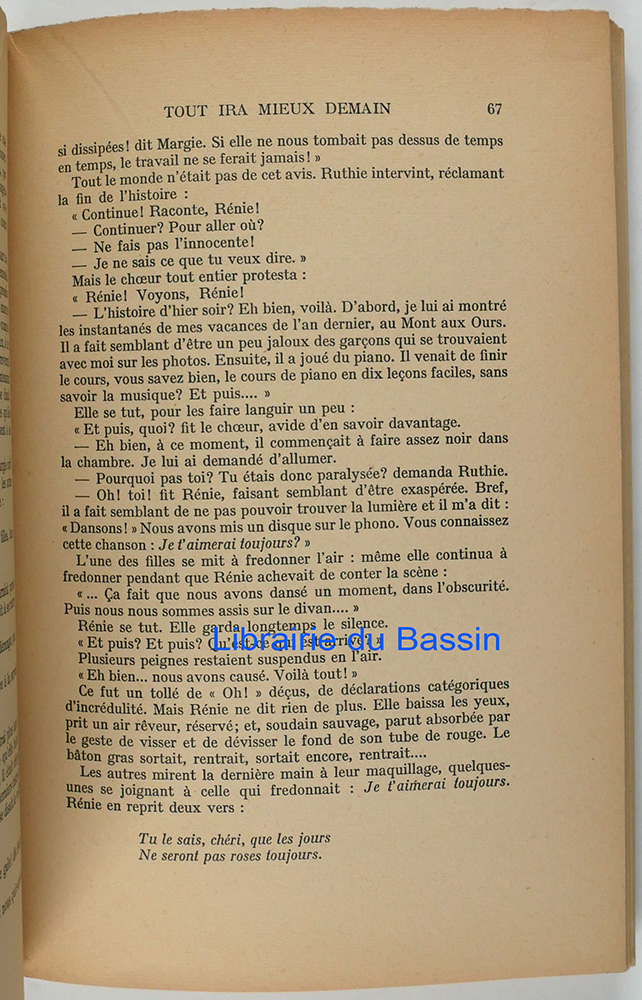 TOUT IRA MIEUX DEMAIN 67
si dissipées! dit Margie. Si elle ne nous tombait pas dessus de temps
en temps, le travail ne se ferait jamais! »
Tout le monde n'était pas de cet avis. Ruthie intervint, réclamant
la fin de l'histoire :
« Continue! Raconte, Rénie!
— Continuer? Pour aller où?
— Ne fais pas l'innocente!
— Je ne sais ce que tu veux dire. »
Mais le chœur tout entier protesta :
« Rénie! Voyons, Rénie!
— L'histoire d'hier soir? Eh bien, voilà. D'abord, je lui ai montré
les instantanés de mes vacances de l'an dernier, au Mont aux Ours.
Il a fait semblant d'être un peu jaloux des garçons qui se trouvaient
avec moi sur les photos. Ensuite, il a joué du piano. Il venait de finir
le cours, vous savez bien, le cours de piano en dix leçons faciles, sans
savoir la musique? Et puis.... »
Elle se tut, pour les faire languir un peu :
« Et puis, quoi? fit le chœur, avide d'en savoir davantage.
— Eh bien, à ce moment, il commençait à faire assez noir dans
la chambre. Je lui ai demandé d'allumer.
— Pourquoi pas toi? Tu étais donc paralysée? demanda Ruthie.
— Oh! toi! fit Rénie, faisant semblant d'être exaspérée. Bref,
il a fait semblant de ne pas pouvoir trouver la lumière et il m'a dit :
« Dansons! » Nous avons mis un disque sur le phono. Vous connaissez
cette chanson : Je t'aimerai toujours? »
L'une des filles se mit à fredonner l'air : même elle continua à
fredonner pendant que Rénie achevait de conter la scène :
« ... Ça fait que nous avons dansé un moment, dans l'obscurité.
Puis nous nous sommes assis sur le divan.... »
Rénie se tut. Elle garda longtemps le silence.
« Et puis? Et puis? Qu'est-ce qui est arrivé? »
Librairie du Bassin
Plusieurs peignes restaient suspendus en l'air.
« Eh bien... nous avons causé. Voilà tout! »
Ce fut un tollé de « Oh! » déçus, de déclarations catégoriques
d'incrédulité. Mais Rénie ne dit rien de plus. Elle baissa les yeux,
prit un air rêveur, réservé; et, soudain sauvage, parut absorbée par
le geste de visser et de dévisser le fond de son tube de rouge. Le
bâton gras sortait, rentrait, sortait encore, rentrait....
Les autres mirent la dernière main à leur maquillage, quelques-
unes se joignant à celle qui fredonnait : Je t'aimerai toujours.
Rénie en reprit deux vers :
Tu le sais, chéri, que les jours
Ne seront pas roses toujours.